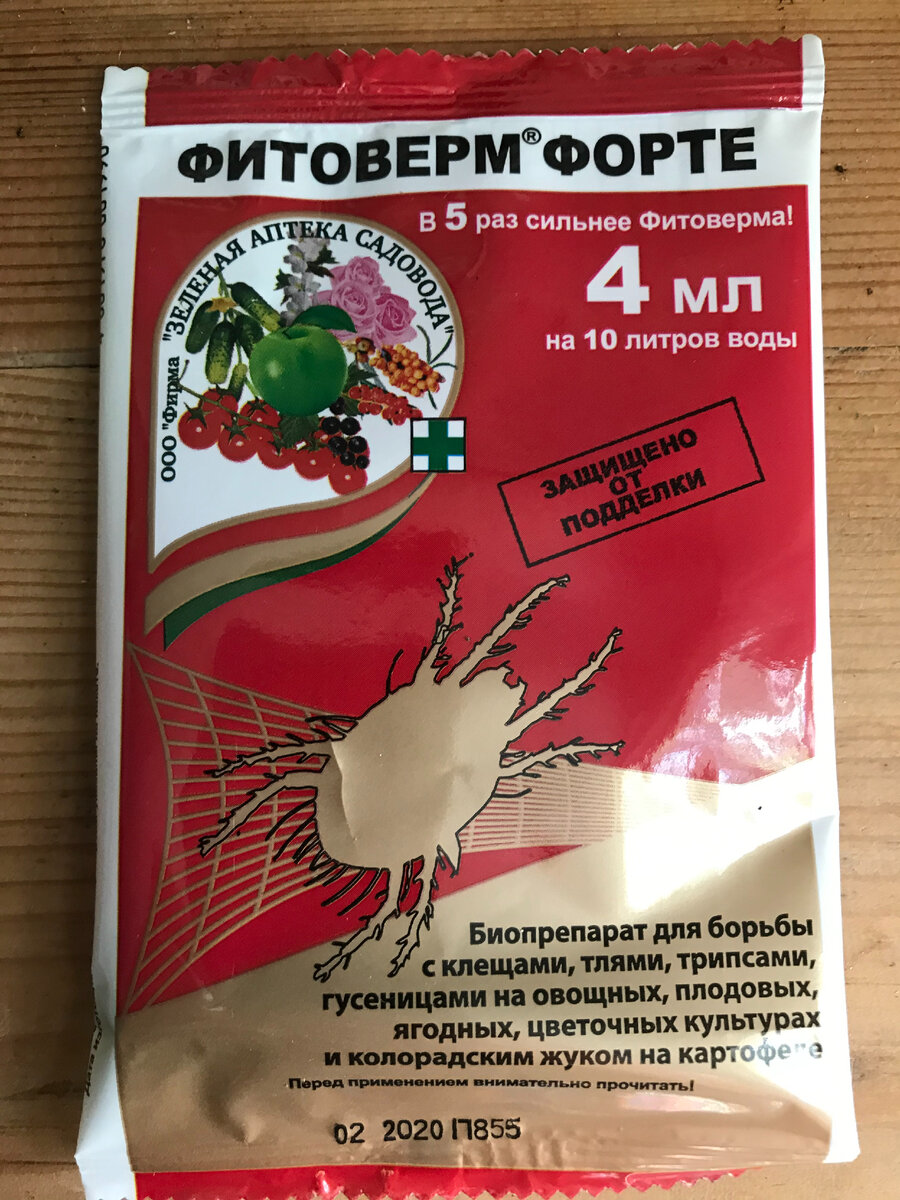 ФИТОВЕРМ® ФОРТЕ
В 5 раз сильнее Фитоверма!
4 мл
на 10 литров воды
ООО "Фирма "ЗЕЛЕНАЯ АПТЕКА САДОВОДА"
ЗАЩИЩЕНО
ОТ
ПОДДЕЛКИ
Биопрепарат для борьбы
с клещами, тлями, трипсами,
гусеницами на овощных, плодовых,
ягодных, цветочных культурах
и колорадским жуком на картофеле
Перед применением внимательно прочитать!
02 2020 П855